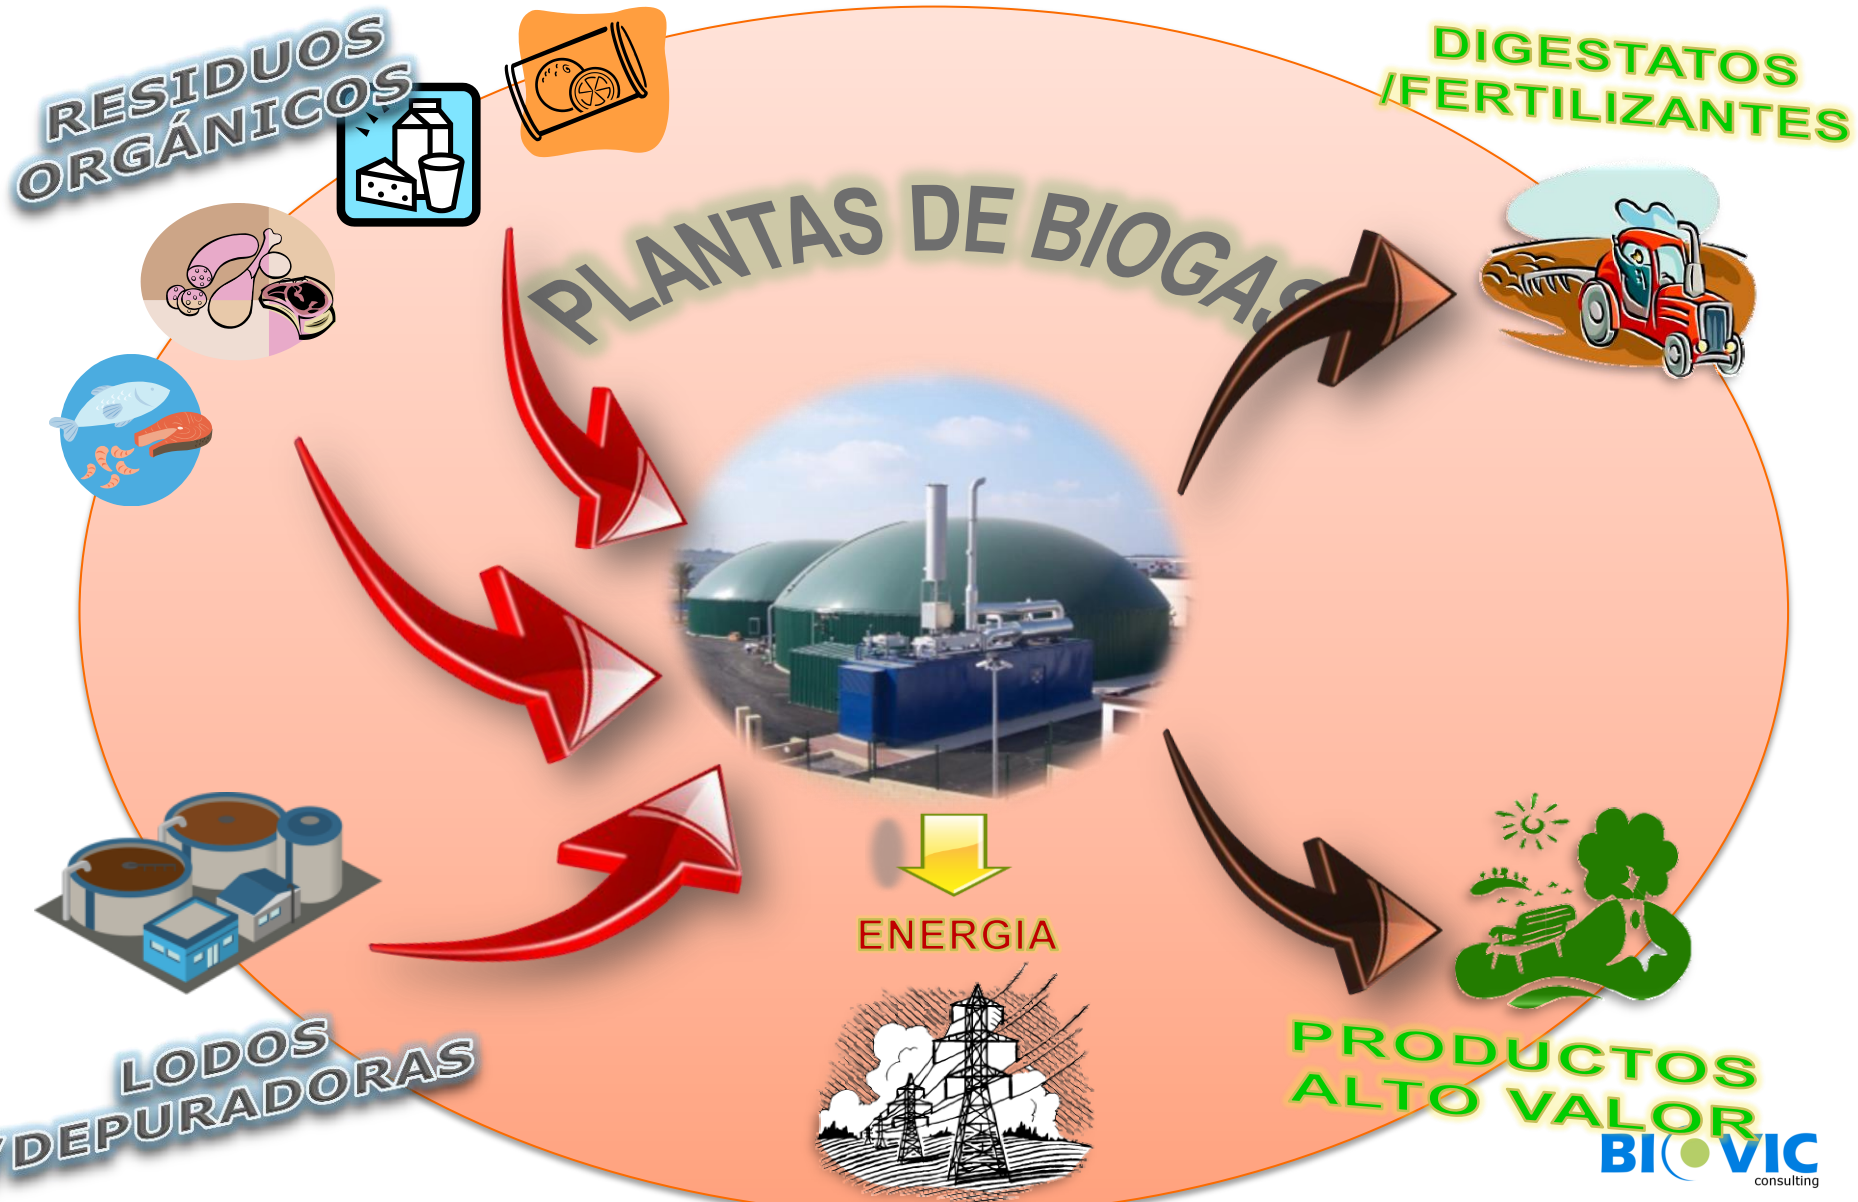 RESIDUOS
ORGÁNICOS
DIGESTATOS
/FERTILIZANTES
PLANTAS DE BIOGAS
ENERGIA
LODOS
/DEPURADORAS
PRODUCTOS
ALTO VALOR
BIOVIC
consulting